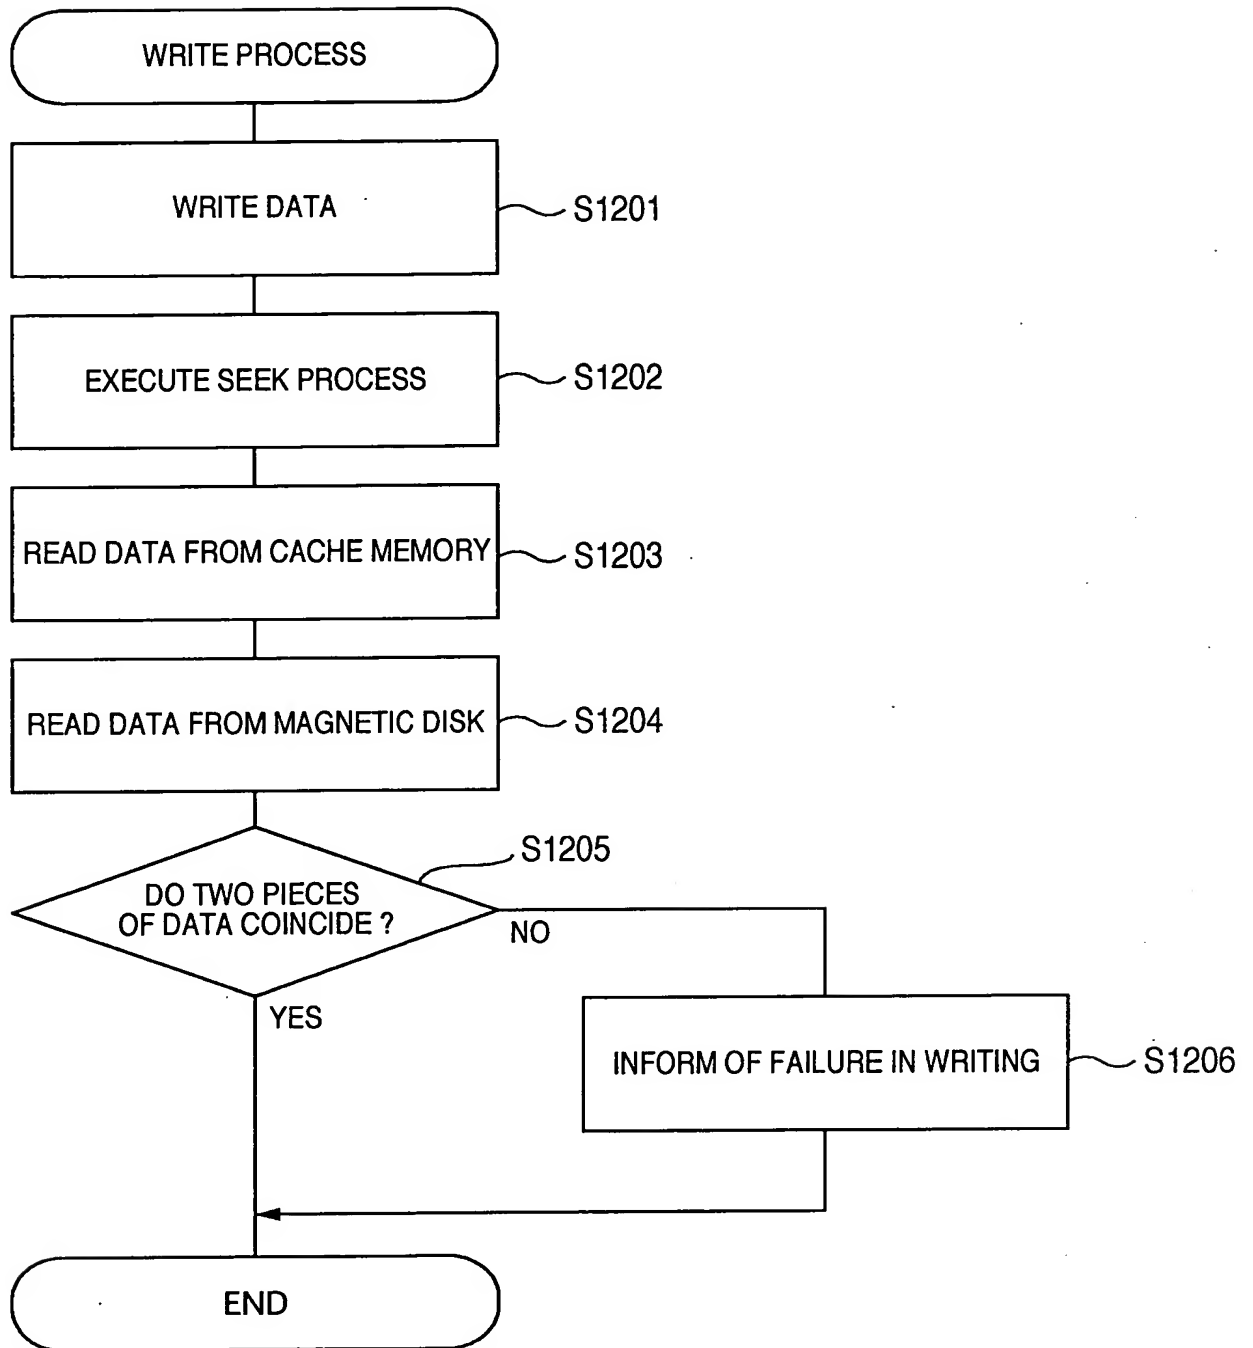 WRITE PROCESS
WRITE DATA
S1201
EXECUTE SEEK PROCESS
S1202
READ DATA FROM CACHE MEMORY
S1203
READ DATA FROM MAGNETIC DISK
S1204
S1205
DO TWO PIECES
OF DATA COINCIDE ?
NO
YES
INFORM OF FAILURE IN WRITING
S1206
END